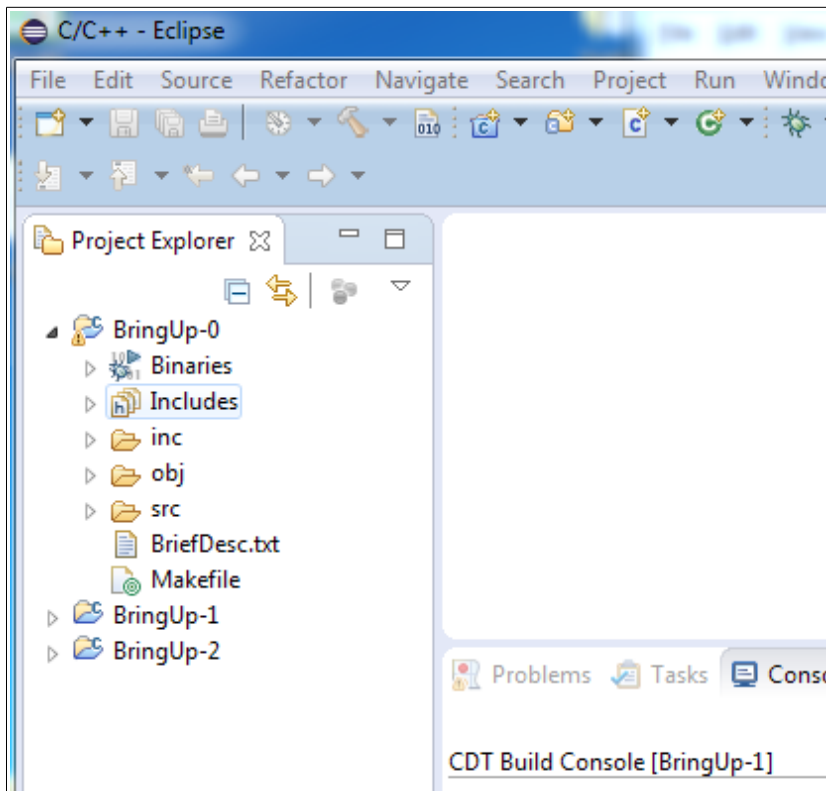 C/C++ - Eclipse
File Edit Source Refactor Navigate Search Project Run
010
Project Explorer
BringUp-0
Binaries
Includes
inc
obj
src
BriefDesc.txt
Makefile
BringUp-1
BringUp-2
Problems Tasks
CDT Build Console [BringUp-1]